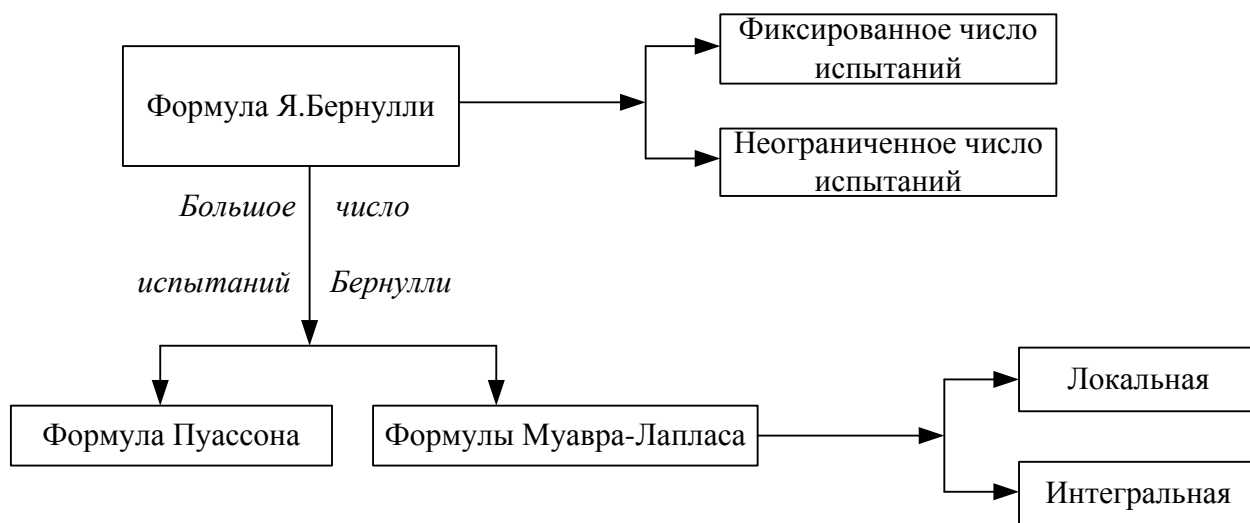 Фиксированное число
испытаний
Формула Я.Бернулли
Неограниченное число
испытаний
Большое число
испытаний Бернулли
Локальная
Формула Пуассона
Формулы Муавра-Лапласа
Интегральная